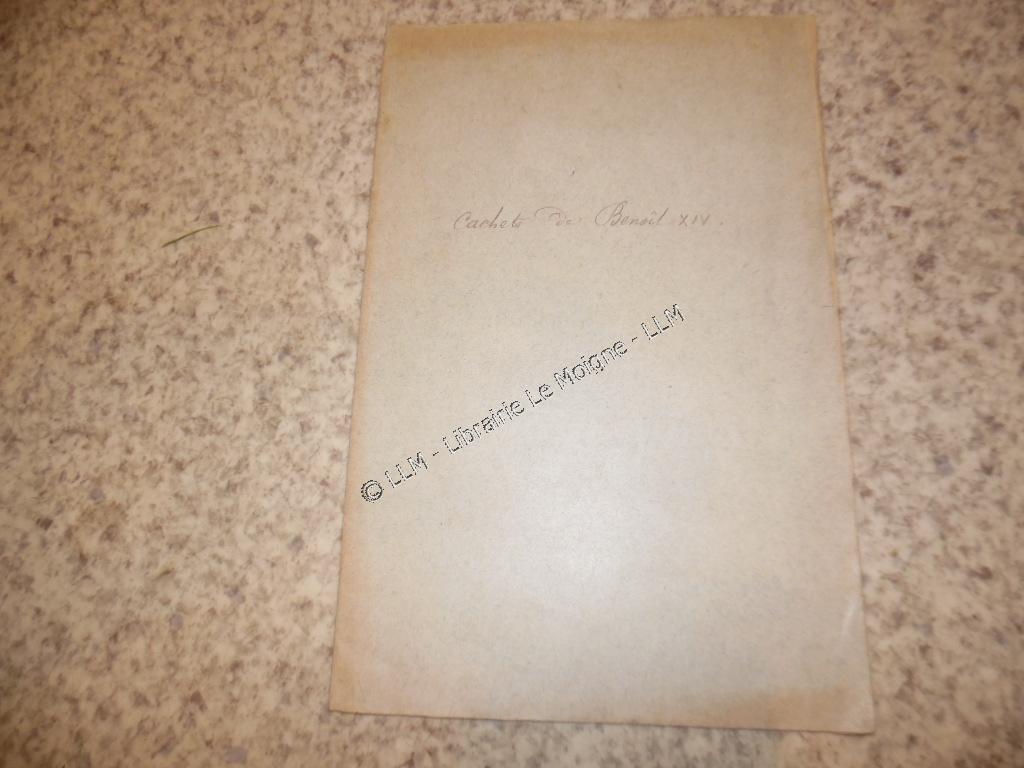 Cachets de Benoît XIV.
© LLM - Librairie Le Moigne - LLM